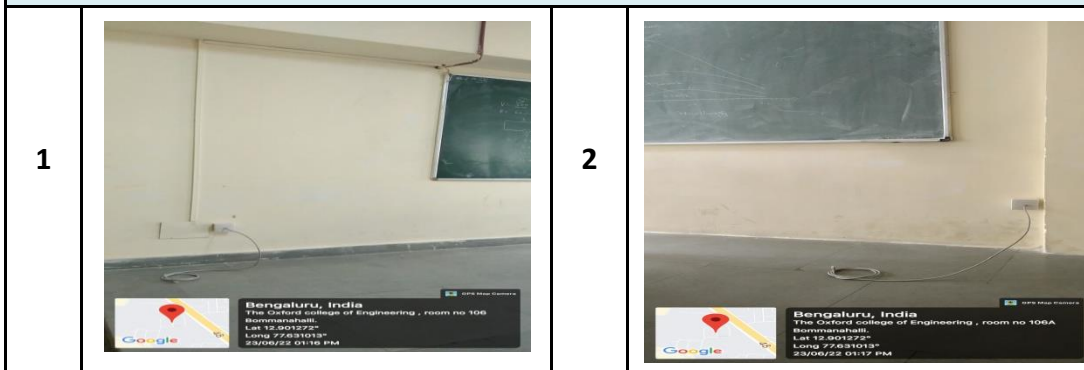 1
GPS Map Camera
Google
Bengaluru, India
The Oxford college of Engineering , room no 106
Bommanahalli.
Lat 12.901272°
Long 77.631013°
23/06/22 01:16 PM
2
GPS Map Camera
Google
Bengaluru, India
The Oxford college of Engineering , room no 106A
Bommanahalli.
Lat 12.901272°
Long 77.631013°
23/06/22 01:17 PM